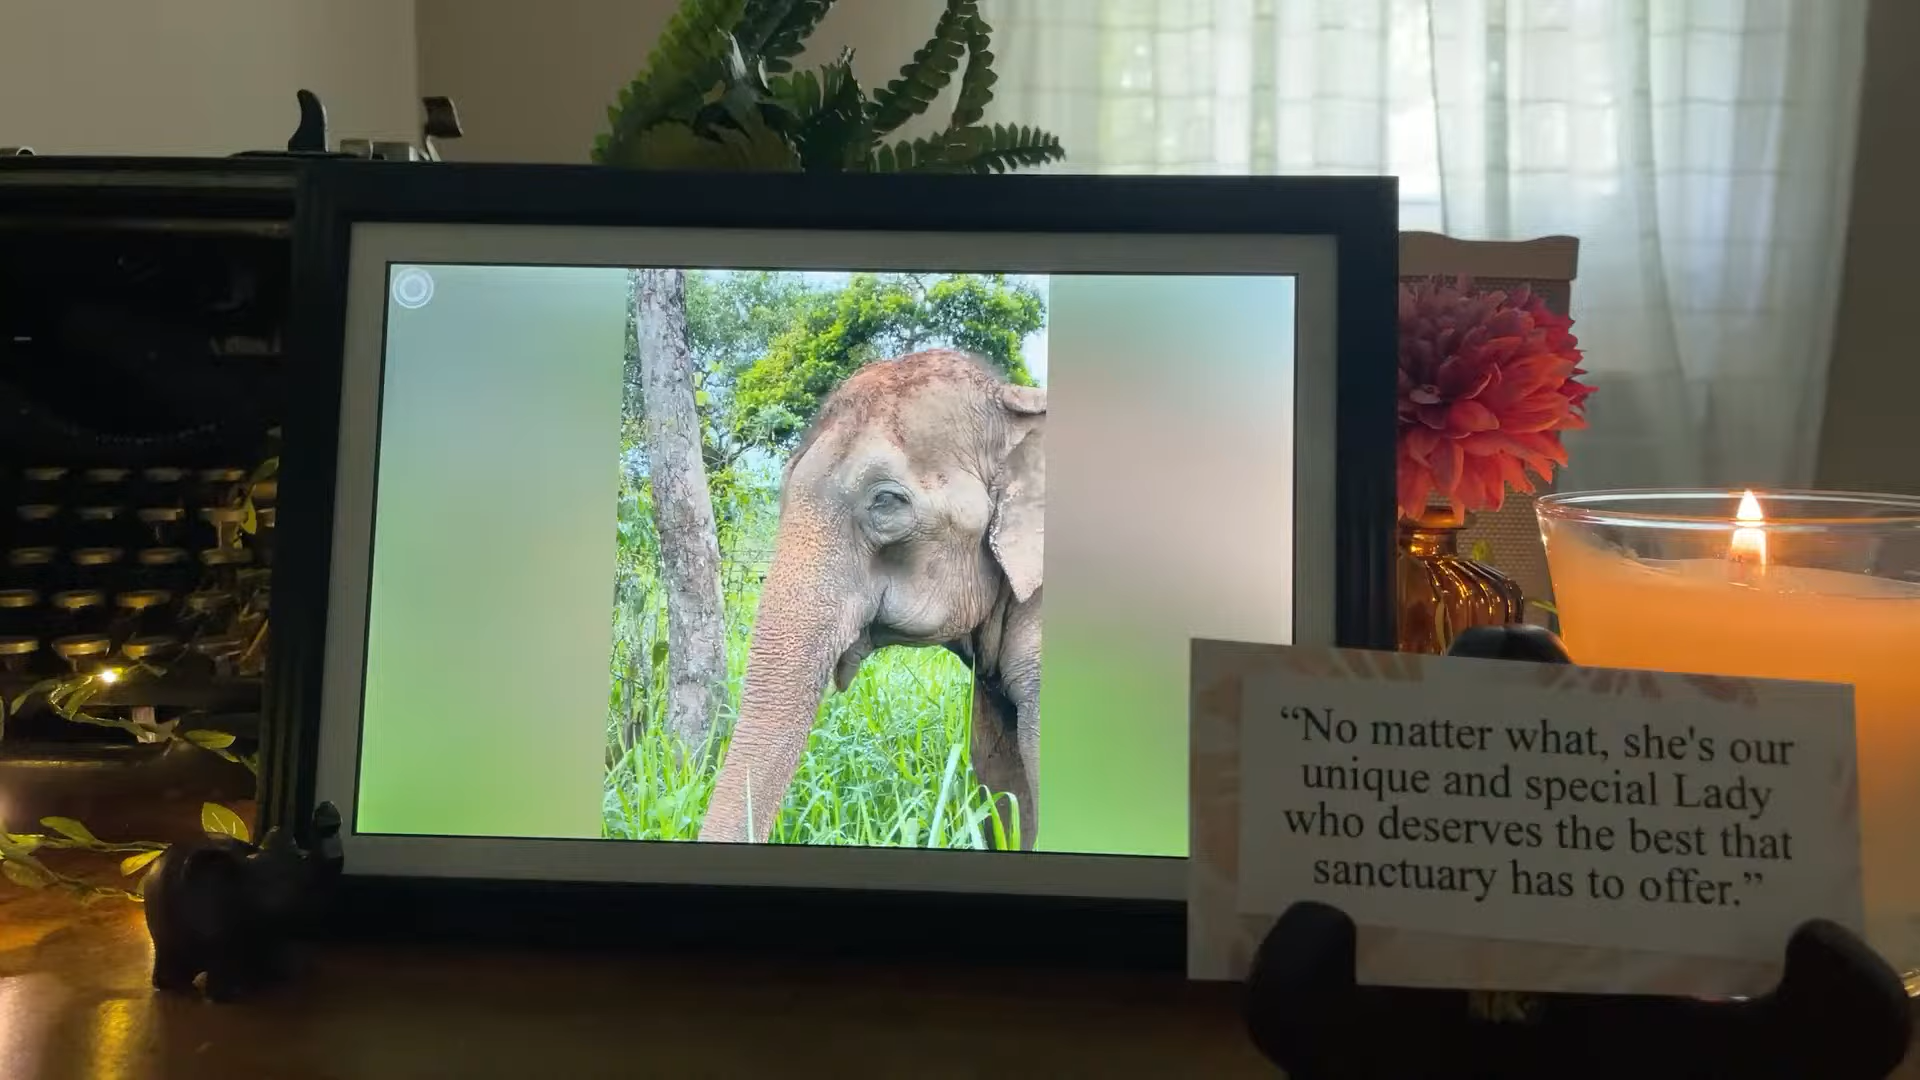 “No matter what, she's our
unique and special Lady
who deserves the best that
sanctuary has to offer.”